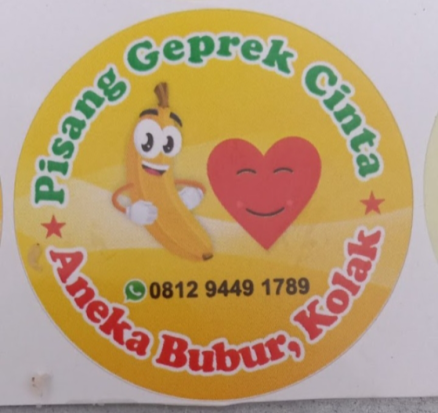 Pisang Geprek Cinta
0812 9449 1789
Aneka Bubur, Kolak